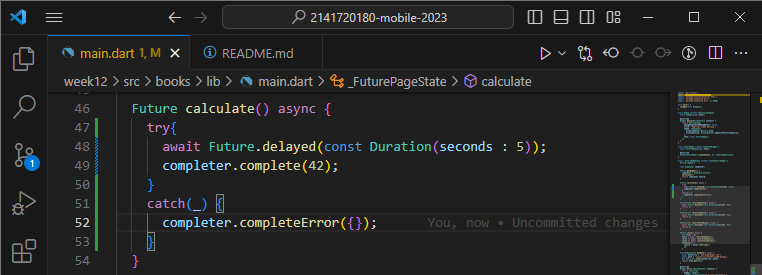 2141720180-mobile-2023
main.dart 1, M
README.md
week12 > src > books > lib > main.dart > _FuturePageState > calculate
46 Future calculate() async {
47 try{
48 await Future.delayed(const Duration(seconds : 5));
49 completer.complete(42);
50 }
51 catch(_) {
52 completer.completeError({}); You, now • Uncommitted changes
53 }
54 }
1